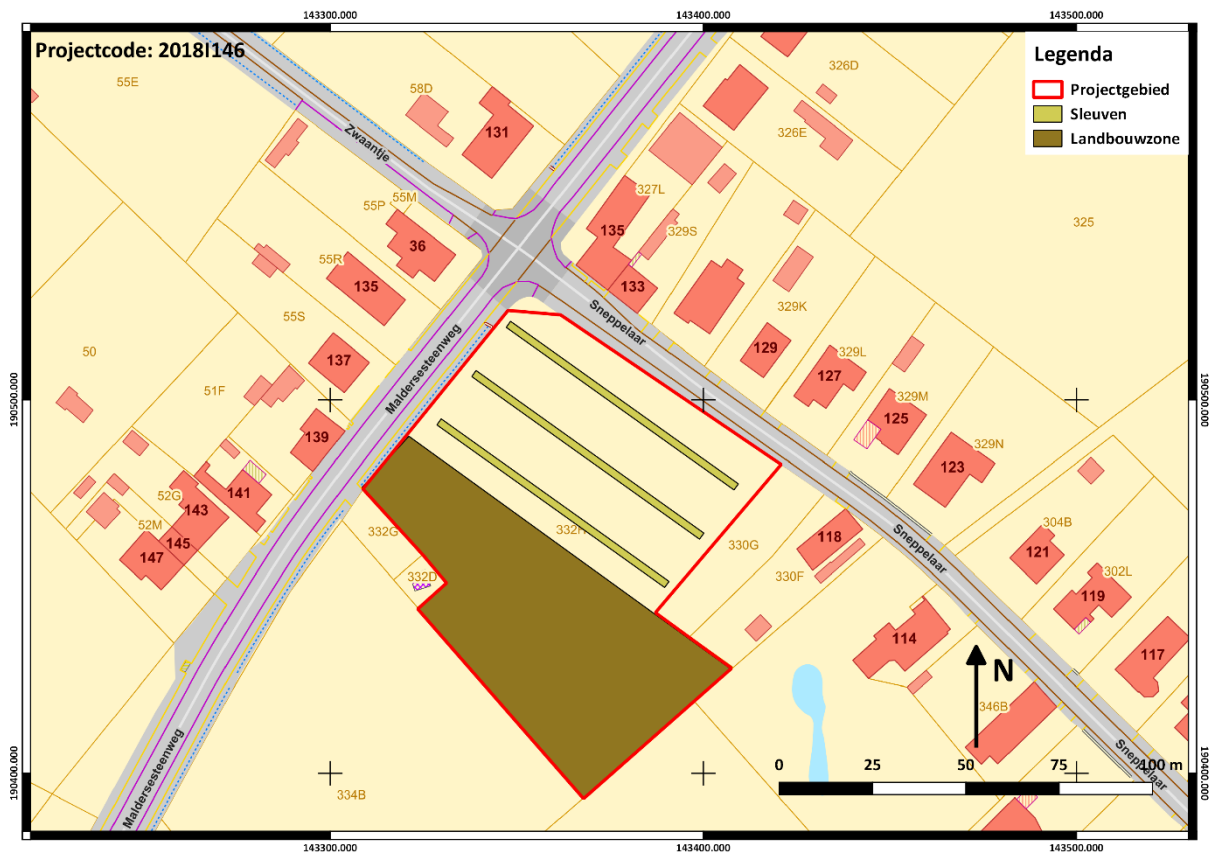 143300.000
143400.000
143500.000
Projectcode: 2018I146
Legenda
Projectgebied
Sleuven
Landbouwzone
55E
58D
131
326D
326E
Zwaantje
55M
55P
36
327L
135
329S
325
55R
135
133
Sneppelaar
329K
55S
137
Maldersesteenweg
129
329L
127
50
51F
190500.000
190500.000
329M
125
139
329N
123
141
52G
143
52M
145
147
332G
332D
330G
118
330F
Sneppelaar
304B
121
302L
119
114
117
N
346B
Maldersesteenweg
Sneppelaar
0
25
50
75
100 m
190400.000
190400.000
334B
143300.000
143400.000
143500.000